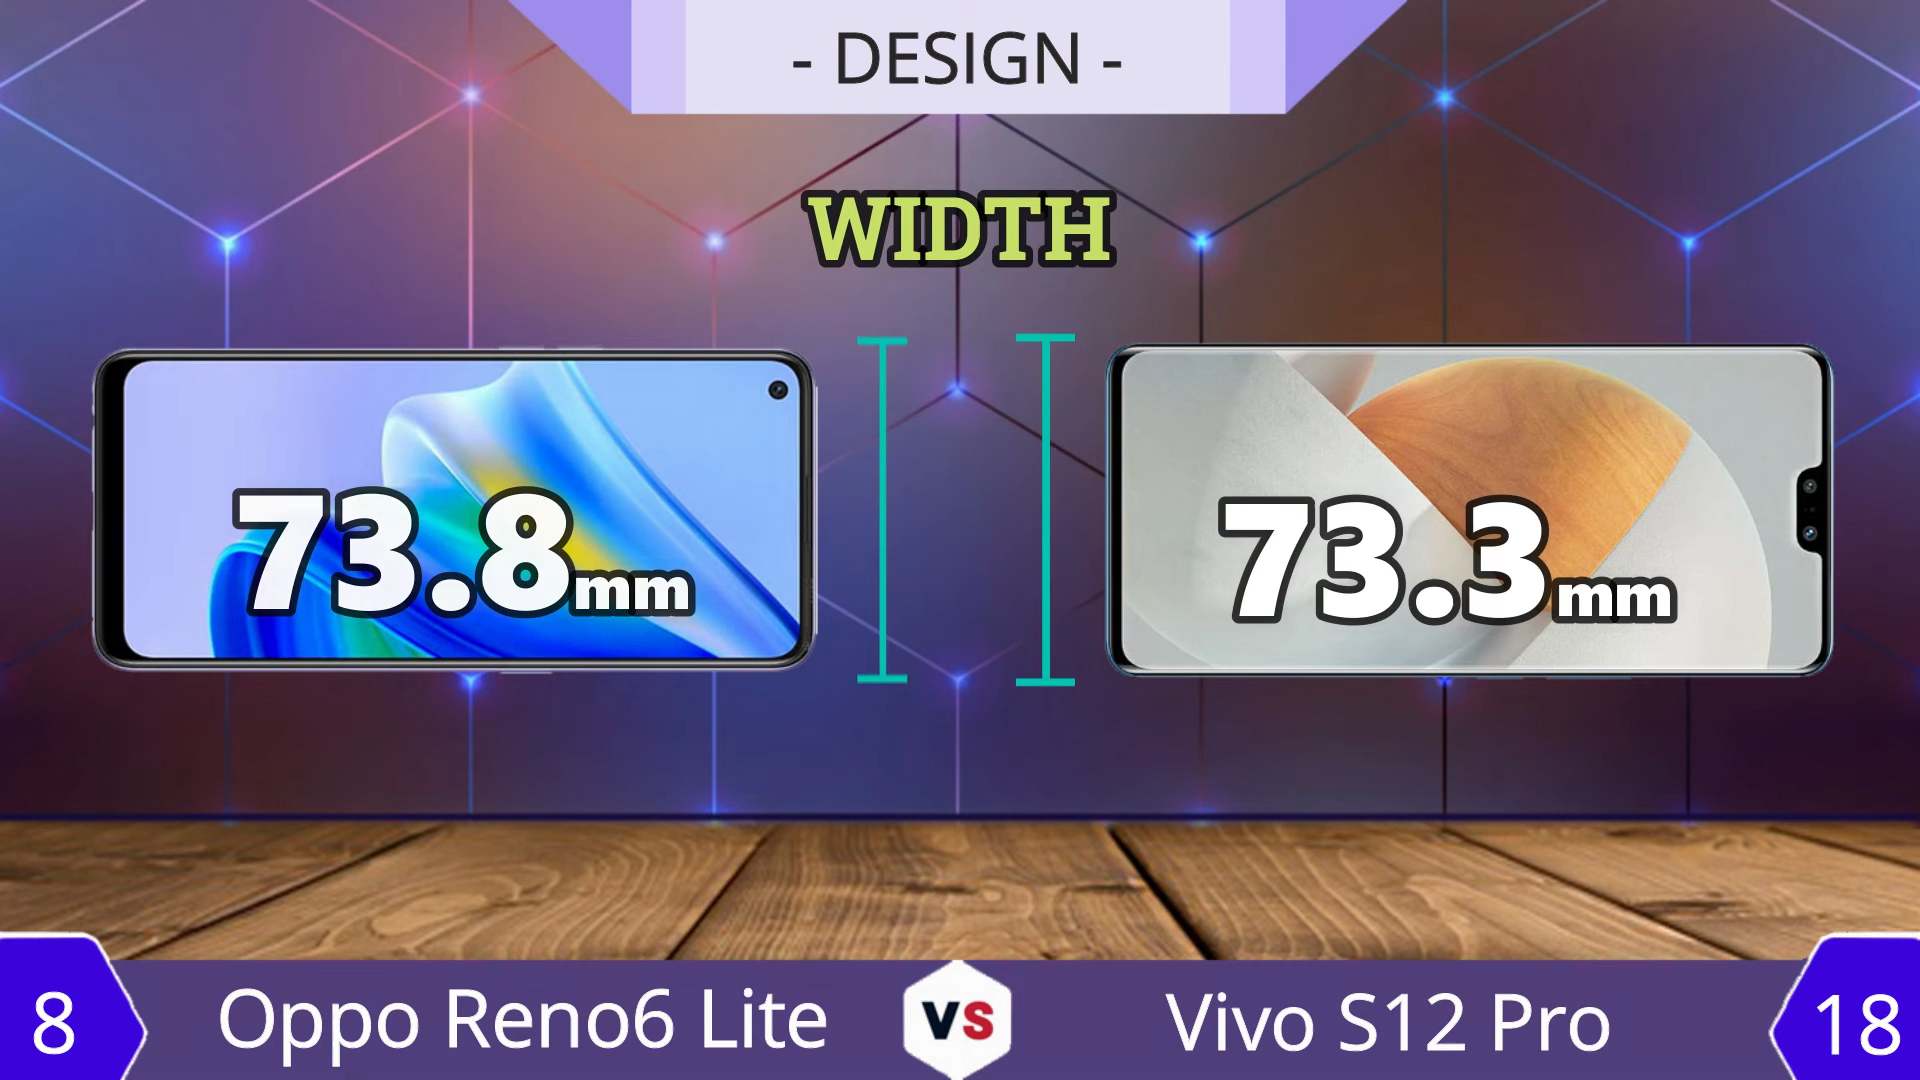 - DESIGN -
WIDTH
73.8mm
73.3mm
8
Oppo Reno6 Lite
VS
Vivo S12 Pro
18